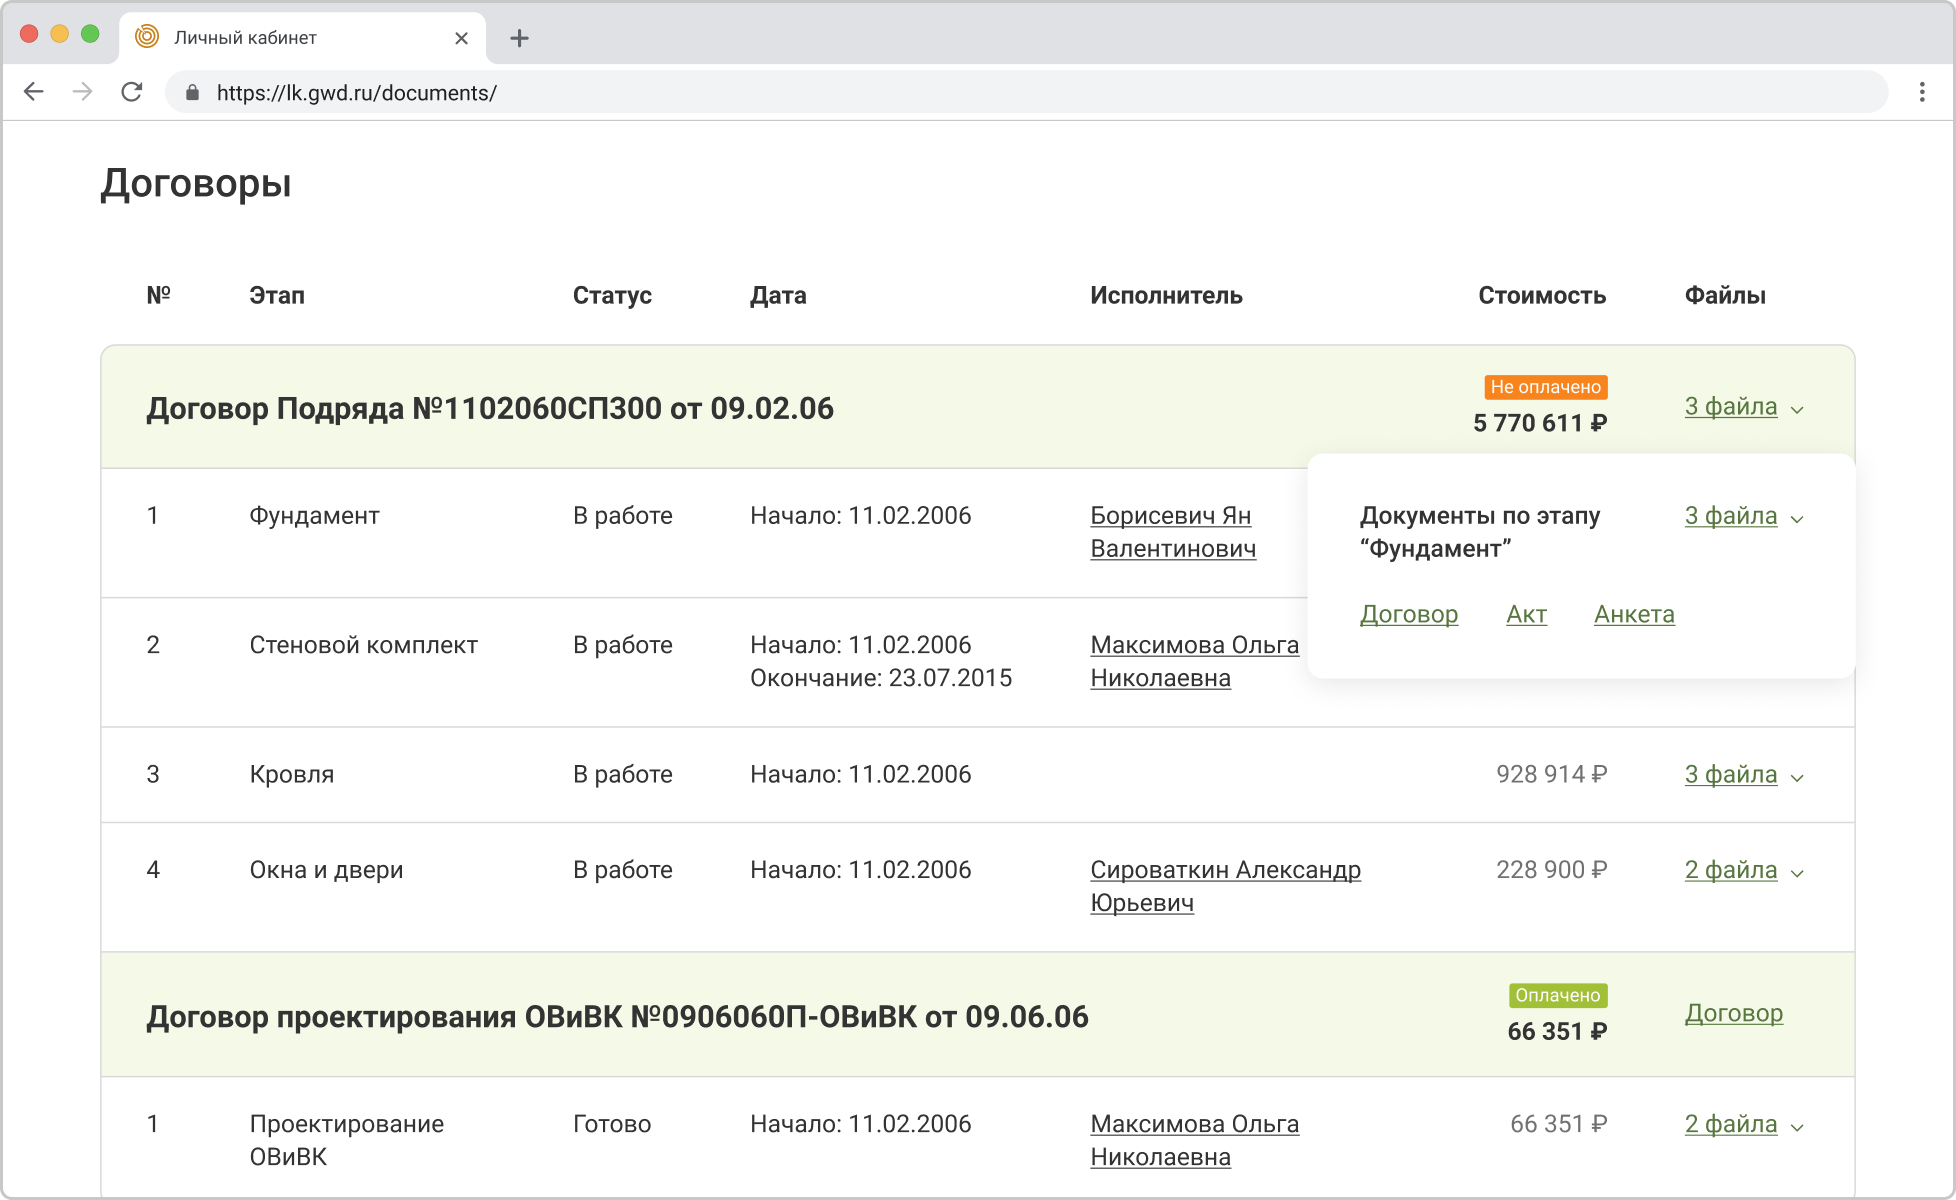 Личный кабинет
https://lk.gwd.ru/documents/
Договоры
№ Этап Статус Дата Исполнитель Стоимость Файлы
Договор Подряда №1102060СП300 от 09.02.06
Не оплачено
5 770 611 ₽
3 файла
1 Фундамент В работе Начало: 11.02.2006 Борисевич Ян
Валентинович
Документы по этапу
“Фундамент”
3 файла
Договор Акт Анкета
2 Стеновой комплект В работе Начало: 11.02.2006
Окончание: 23.07.2015
Максимова Ольга
Николаевна
3 Кровля В работе Начало: 11.02.2006 928 914 ₽ 3 файла
4 Окна и двери В работе Начало: 11.02.2006 Сироваткин Александр
Юрьевич
228 900 ₽ 2 файла
Договор проектирования ОВиВК №0906060П-ОВиВК от 09.06.06
Оплачено
66 351 ₽
Договор
1 Проектирование
ОВиВК
Готово Начало: 11.02.2006 Максимова Ольга
Николаевна
66 351 ₽ 2 файла